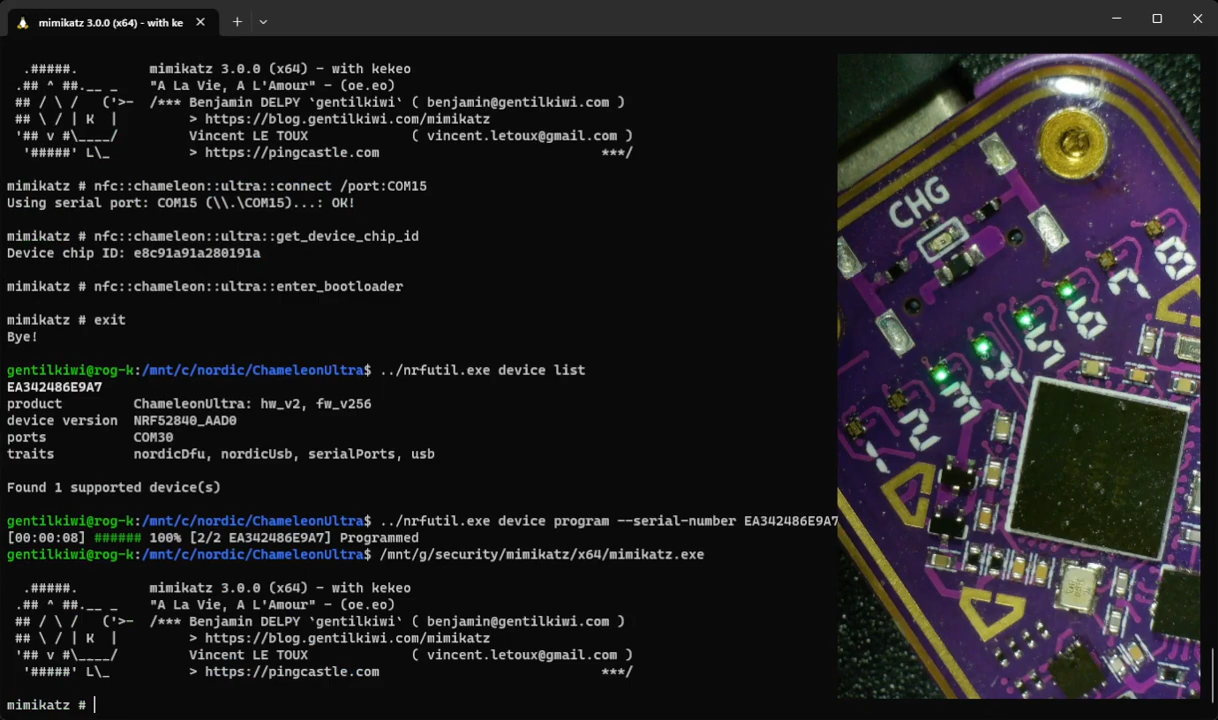 mimikatz 3.0.0 (x64) - with ke
.#####.          mimikatz 3.0.0 (x64) - with kekeo
.## ^ ##.__ _    "A La Vie, A L'Amour" - (oe.eo)
## / \ /   ('>-  /*** Benjamin DELPY `gentilkiwi` ( benjamin@gentilkiwi.com )
## \ / | K  |         > https://blog.gentilkiwi.com/mimikatz
'## v #\____/         Vincent LE TOUX       ( vincent.letoux@gmail.com )
'#####' L\_          > https://pingcastle.com                           ***/
mimikatz # nfc::chameleon::ultra::connect /port:COM15
Using serial port: COM15 (\\.\COM15)...: OK!
mimikatz # nfc::chameleon::ultra::get_device_chip_id
Device chip ID: e8c91a91a280191a
mimikatz # nfc::chameleon::ultra::enter_bootloader
mimikatz # exit
Bye!
gentilkiwi@rog-k:/mnt/c/nordic/ChameleonUltra$ ../nrfutil.exe device list
EA342486E9A7
product         ChameleonUltra: hw_v2, fw_v256
device version  NRF52840_AAD0
ports           COM30
traits          nordicDfu, nordicUsb, serialPorts, usb
Found 1 supported device(s)
gentilkiwi@rog-k:/mnt/c/nordic/ChameleonUltra$ ../nrfutil.exe device program --serial-number EA342486E9A7
[00:00:08] ###### 100% [2/2 EA342486E9A7] Programmed
gentilkiwi@rog-k:/mnt/c/nordic/ChameleonUltra$ /mnt/g/security/mimikatz/x64/mimikatz.exe
.#####.          mimikatz 3.0.0 (x64) - with kekeo
.## ^ ##.__ _    "A La Vie, A L'Amour" - (oe.eo)
## / \ /   ('>-  /*** Benjamin DELPY `gentilkiwi` ( benjamin@gentilkiwi.com )
## \ / | K  |         > https://blog.gentilkiwi.com/mimikatz
'## v #\____/         Vincent LE TOUX       ( vincent.letoux@gmail.com )
'#####' L\_          > https://pingcastle.com                           ***/
mimikatz #
CHG
8
7
6
5
4
3
2
1